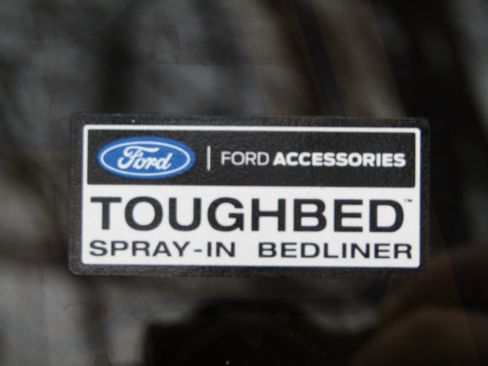 Ford | FORD ACCESSORIES
TOUGHBED™
SPRAY-IN BEDLINER